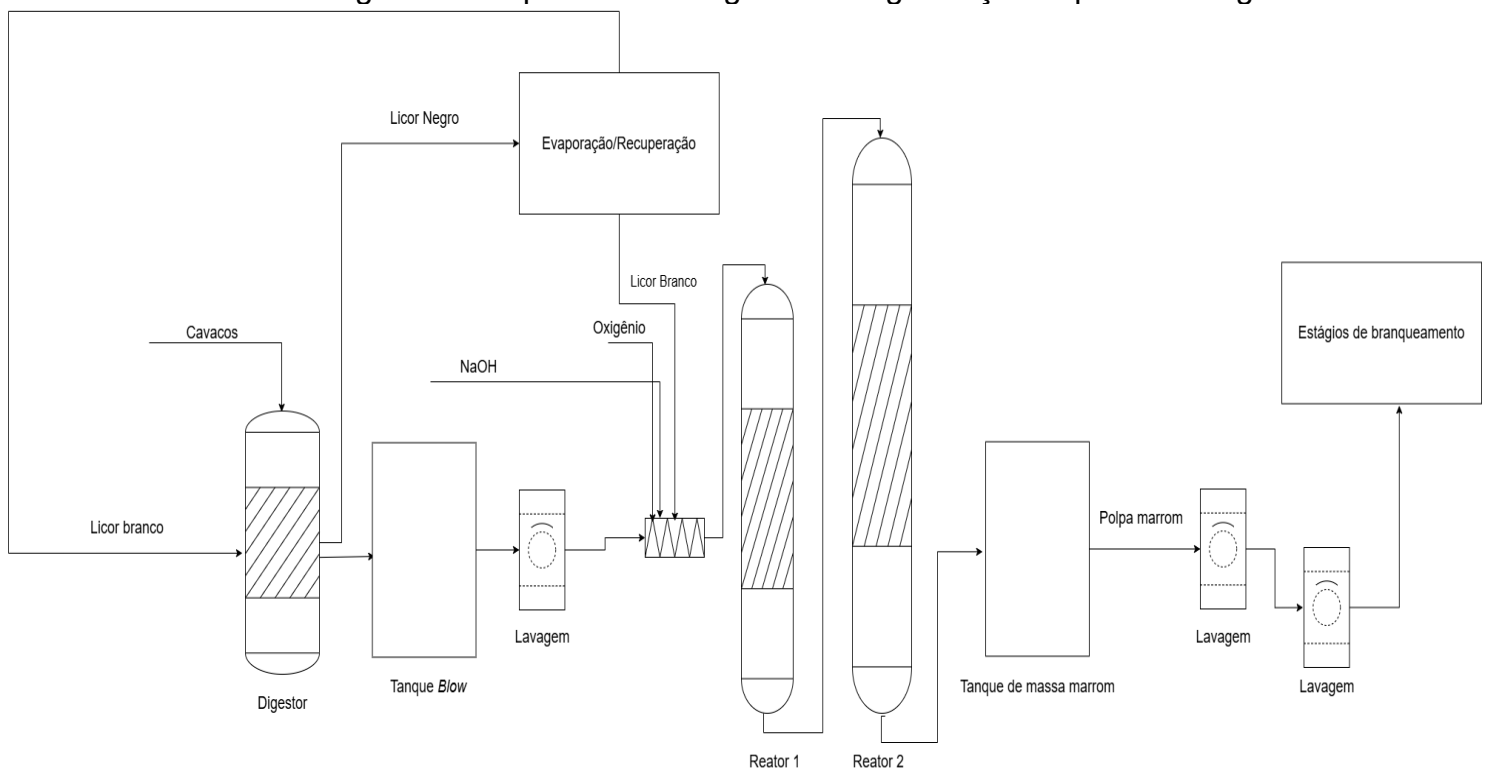 Licor Negro
Evaporação/Recuperação
Licor Branco
Oxigênio
Cavacos
NaOH
Estágios de branqueamento
Licor branco
Polpa marrom
Lavagem
Lavagem
Lavagem
Tanque Blow
Tanque de massa marrom
Digestor
Reator 1
Reator 2